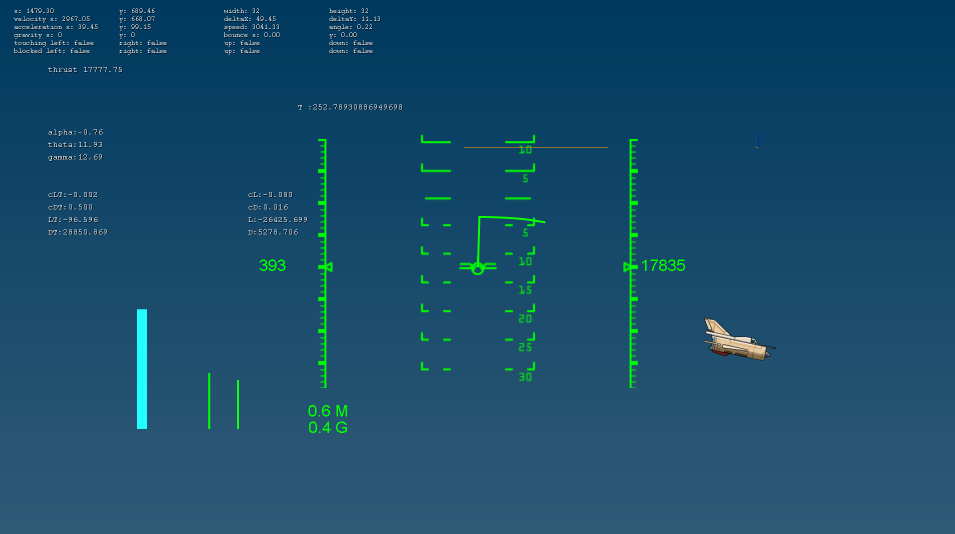 x: 1479.30 y: 689.46 width: 32 height: 32
velocity x: 2967.05 y: 668.07 deltaX: 49.45 deltaY: 11.13
acceleration x: 39.45 y: 99.15 speed: 3041.33 angle: 0.22
gravity x: 0 y: 0 bounce x: 0.00 y: 0.00
touching left: false right: false up: false down: false
blocked left: false right: false up: false down: false
thrust 17777.75
T :252.78930886949698
alpha:-0.76
theta:11.93
gamma:12.69
10
5
cLT:-0.002 cL:-0.080
cDT:0.500 cD:0.016
LT:-96.596 L:-26425.699
DT:28850.869 D:5278.706
5
10
393 17835
15
20
25
30
0.6 M
0.4 G